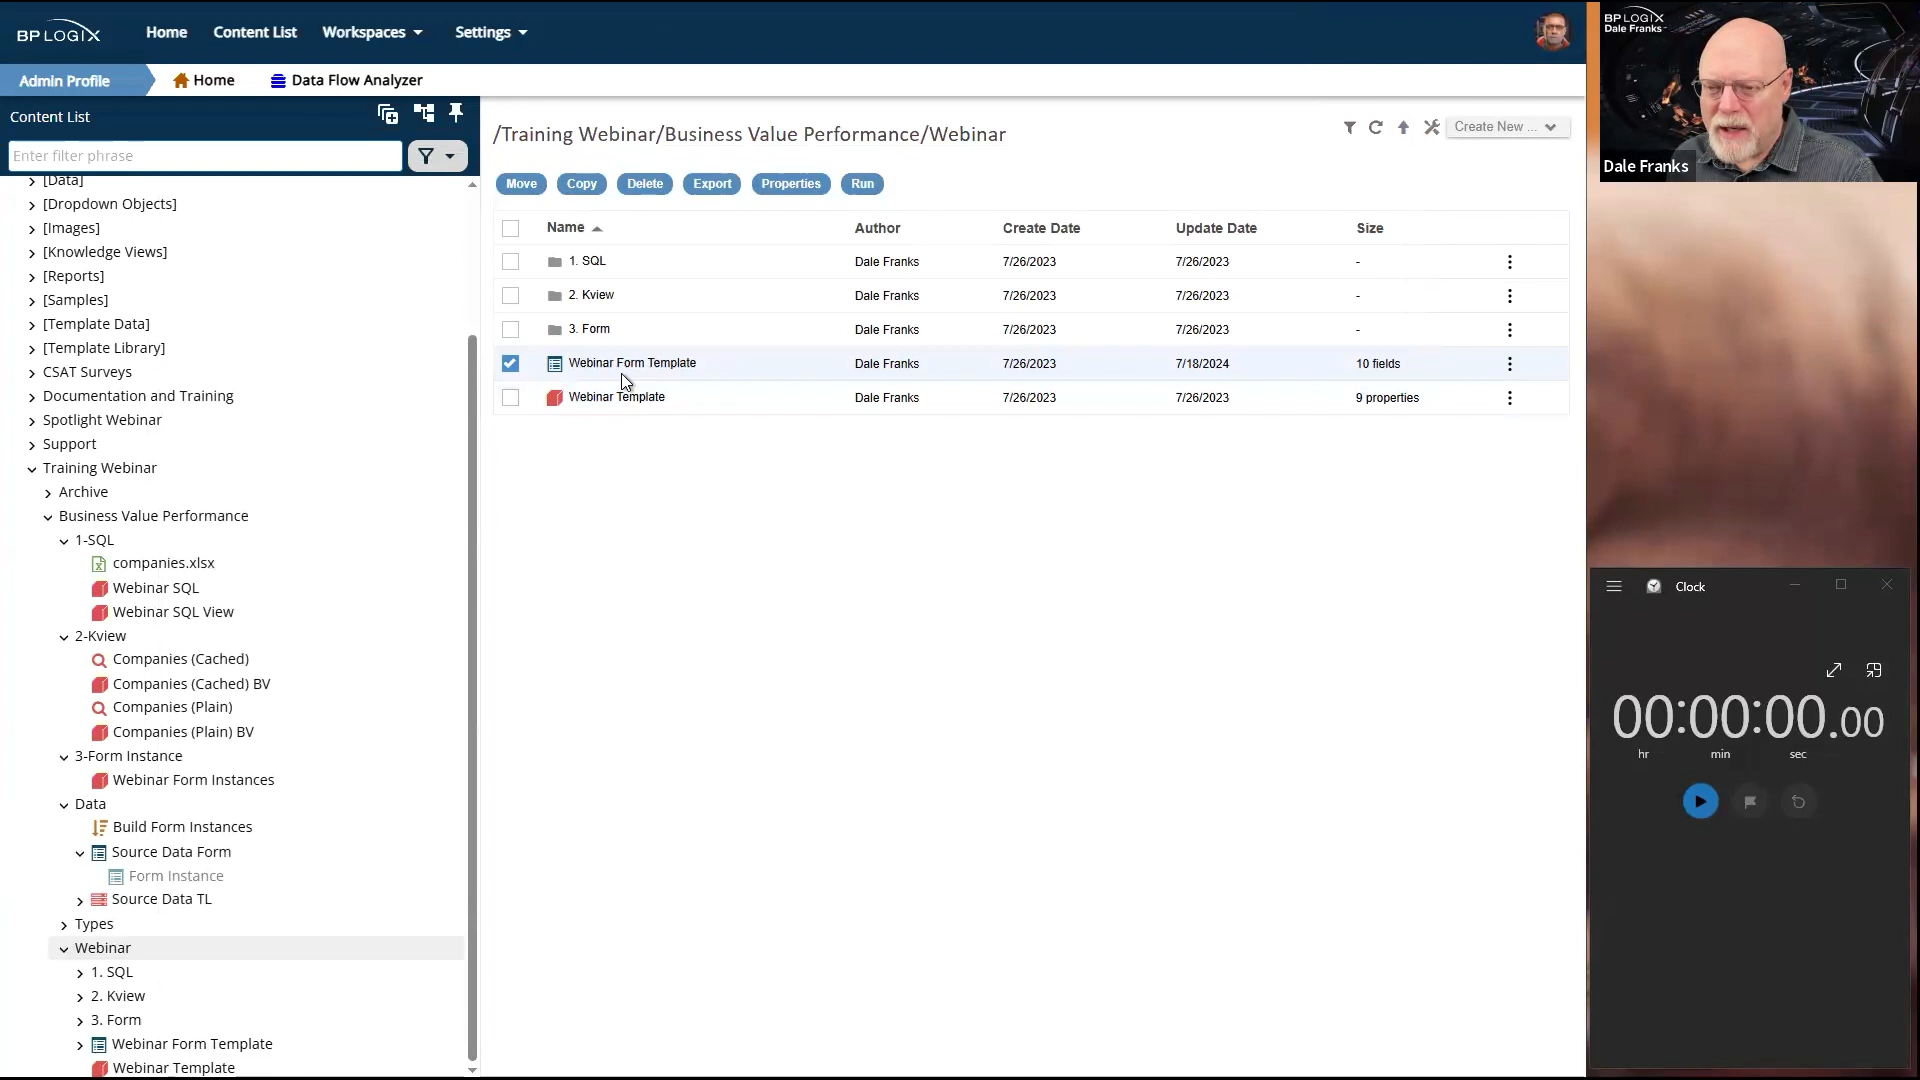 BP LOGIX
Home
Content List
Workspaces
Settings
Admin Profile
Home
Data Flow Analyzer
Content List
Enter filter phrase
[Data]
[Dropdown Objects]
[Images]
[Knowledge Views]
[Reports]
[Samples]
[Template Data]
[Template Library]
CSAT Surveys
Documentation and Training
Spotlight Webinar
Support
Training Webinar
Archive
Business Value Performance
1-SQL
companies.xlsx
Webinar SQL
Webinar SQL View
2-Kview
Companies (Cached)
Companies (Cached) BV
Companies (Plain)
Companies (Plain) BV
3-Form Instance
Webinar Form Instances
Data
Build Form Instances
Source Data Form
Form Instance
Source Data TL
Types
Webinar
1. SQL
2. Kview
3. Form
Webinar Form Template
Webinar Template
/Training Webinar/Business Value Performance/Webinar
Create New ...
Move Copy Delete Export Properties Run
Name Author Create Date Update Date Size
1. SQL Dale Franks 7/26/2023 7/26/2023 -
2. Kview Dale Franks 7/26/2023 7/26/2023 -
3. Form Dale Franks 7/26/2023 7/26/2023 -
Webinar Form Template Dale Franks 7/26/2023 7/18/2024 10 fields
Webinar Template Dale Franks 7/26/2023 7/26/2023 9 properties
BP LOGIX
Dale Franks
Dale Franks
Clock
00:00:00.00
hr min sec